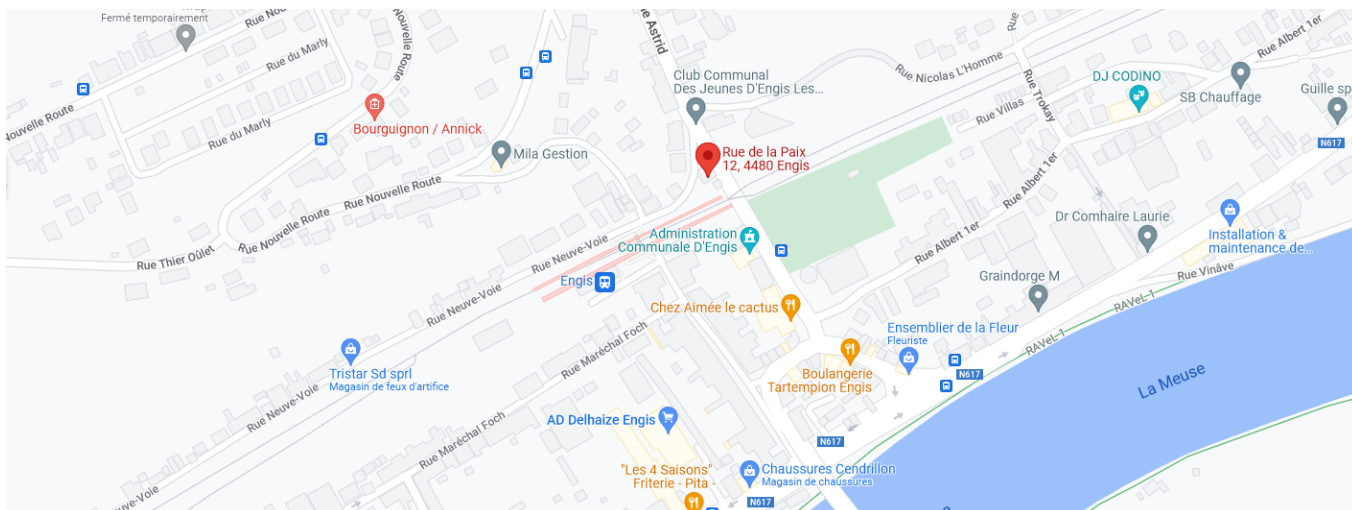 Fermé temporairement
Rue du Marly
Nouvelle Route
Nouvelle Route
Rue du Marly
Bourguignon / Annick
Mila Gestion
Rue Nouvelle Route
Rue Nouvelle Route
Rue Thier Oûlet
Astrid
Club Communal
Des Jeunes D'Engis Les...
Rue de la Paix
12, 4480 Engis
Rue Nicolas L'Homme
Rue Villas
Rue Trokay
DJ CODINO
Rue Albert 1er
SB Chauffage
Guille sp
N617
Rue Albert 1er
Administration
Communale D'Engis
Rue Neuve-Voie
Engis
Rue Neuve-Voie
Chez Aimée le cactus
Rue Albert 1er
Dr Comhaire Laurie
Installation &
maintenance de...
Graindorge M
Rue Vinâve
RAVeL 1
RAVeL 1
Rue Maréchal Foch
Ensemblier de la Fleur
Fleuriste
Boulangerie
Tartempion Engis
N617
La Meuse
Tristar Sd sprl
Magasin de feux d'artifice
Rue Neuve-Voie
AD Delhaize Engis
Rue Maréchal Foch
N617
"Les 4 Saisons"
Friterie - Pita -
Chaussures Cendrillon
Magasin de chaussures
N617